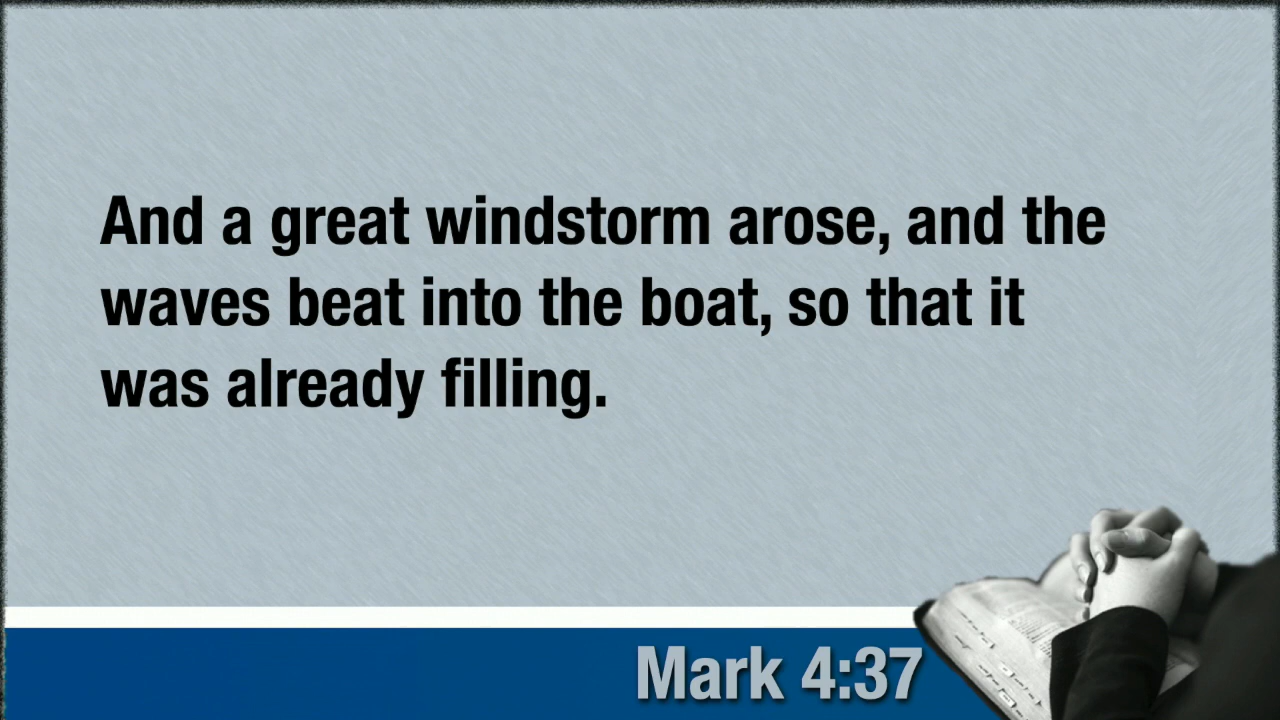 And a great windstorm arose, and the
waves beat into the boat, so that it
was already filling.
Mark 4:37